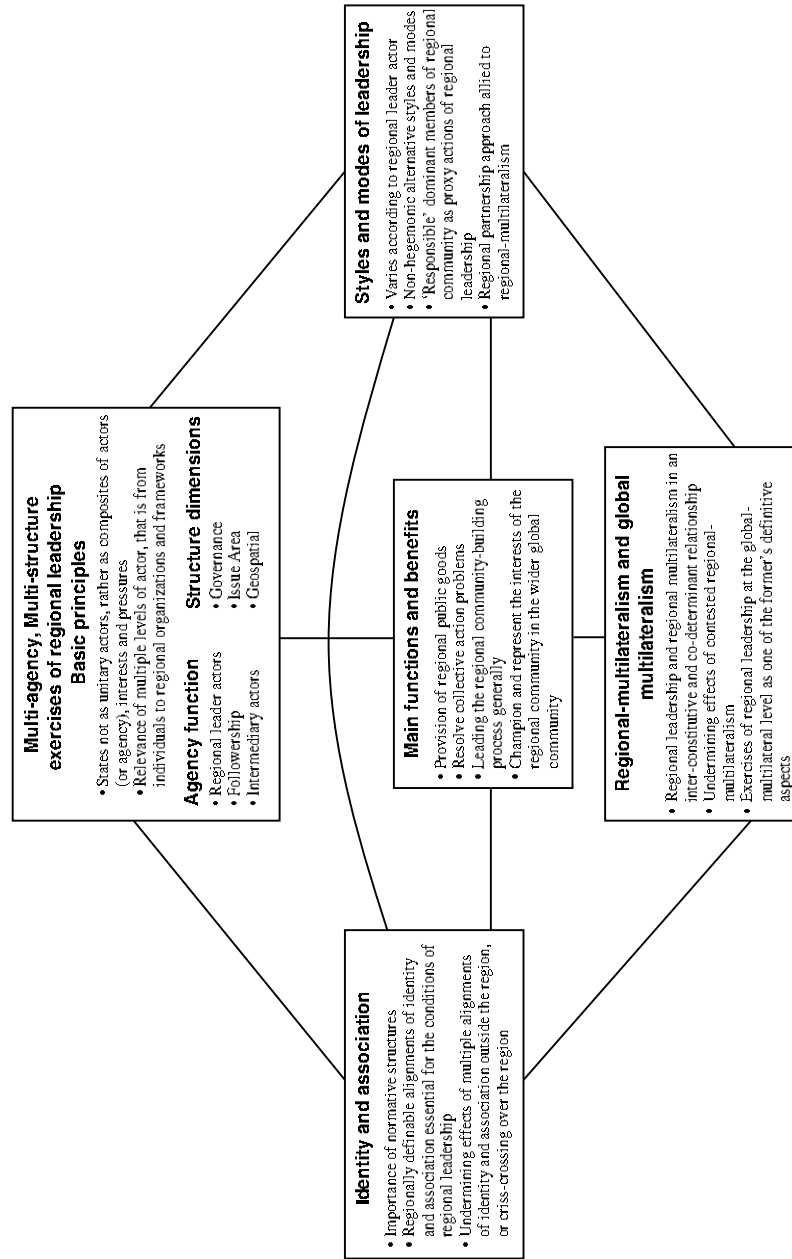 Multi-agency, Multi-structure
exercises of regional leadership
Basic principles
• States not as unitary actors, rather as composites of actors
(or agency), interests and pressures
• Relevance of multiple levels of actor, that is from
individuals to regional organizations and frameworks
Agency function
• Regional leader actors
• Followership
• Intermediary actors
Structure dimensions
• Governance
• Issue Area
• Geospatial
Identity and association
• Importance of normative structures
• Regionally definable alignments of identity
and association essential for the conditions of
regional leadership
• Undermining effects of multiple alignments
of identity and association outside the region,
or criss-crossing over the region
Main functions and benefits
• Provision of regional public goods
• Resolve collective action problems
• Leading the regional community-building
process generally
• Champion and represent the interests of the
regional community in the wider global
community
Styles and modes of leadership
• Varies according to regional leader actor
• Non-hegemonic alternative styles and modes
• 'Responsible' dominant members of regional
community as proxy actions of regional
leadership
• Regional partnership approach allied to
regional-multilateralism
Regional-multilateralism and global
multilateralism
• Regional leadership and regional multilateralism in an
inter-constitutive and co-determinant relationship
• Undermining effects of contested regional-
multilateralism
• Exercises of regional leadership at the global-
multilateral level as one of the former's definitive
aspects